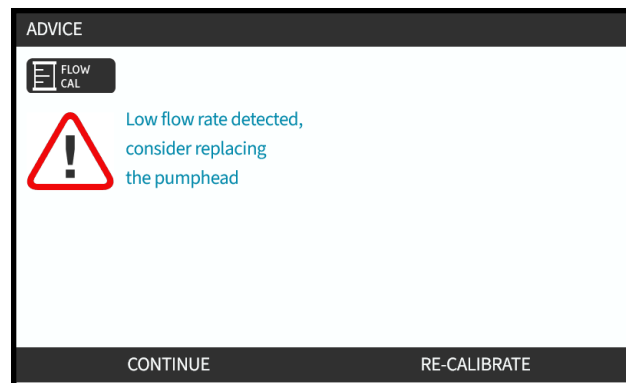 ADVICE
FLOW
CAL
Low flow rate detected,
consider replacing
the pumphead
CONTINUE
RE-CALIBRATE